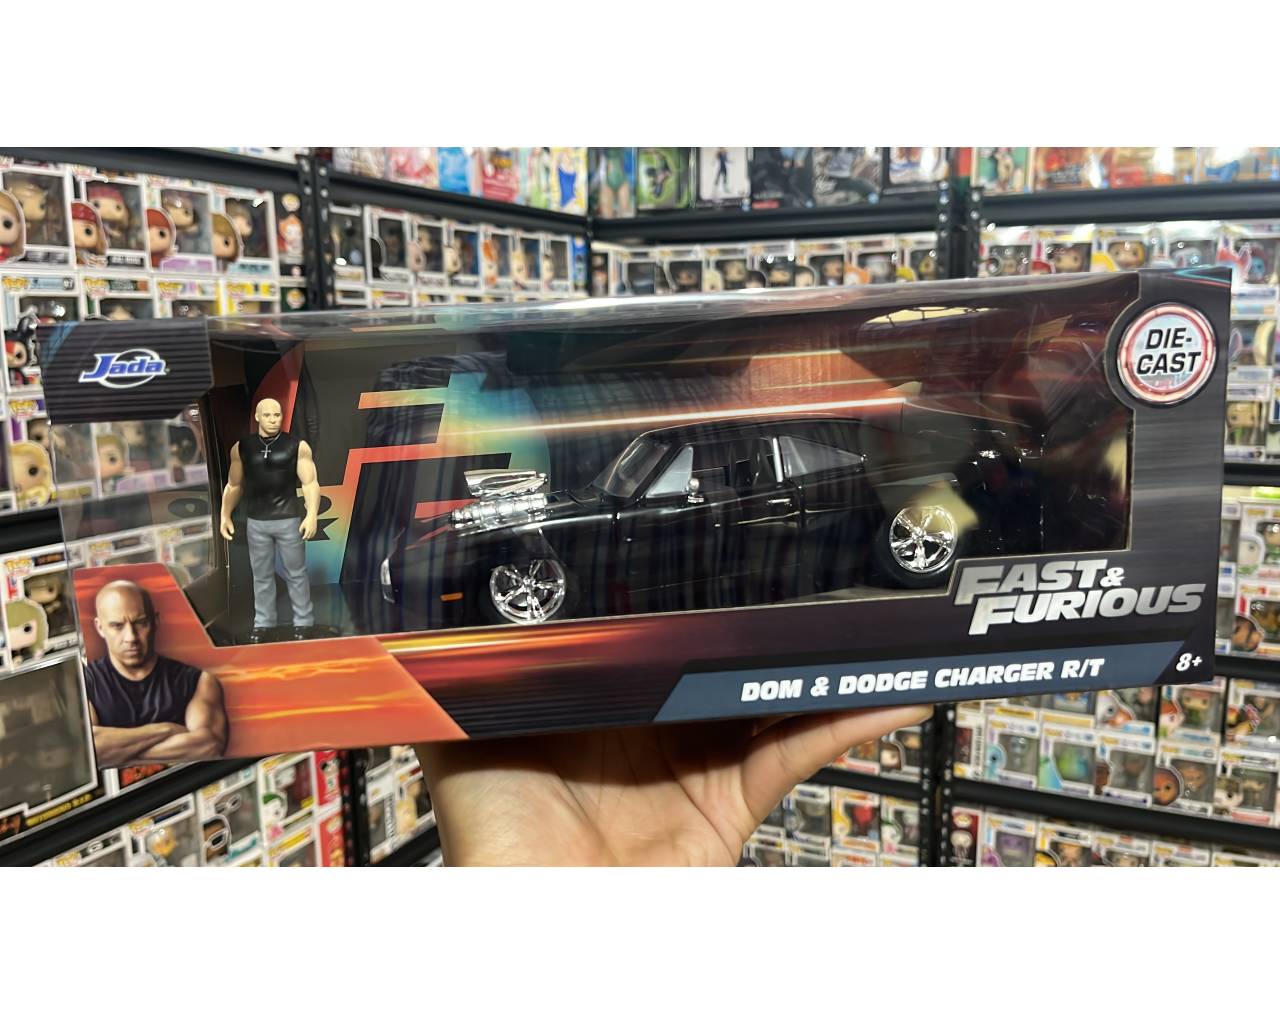 Jada
DIE-
CAST
FAST &
FURIOUS
DOM & DODGE CHARGER R/T
8+